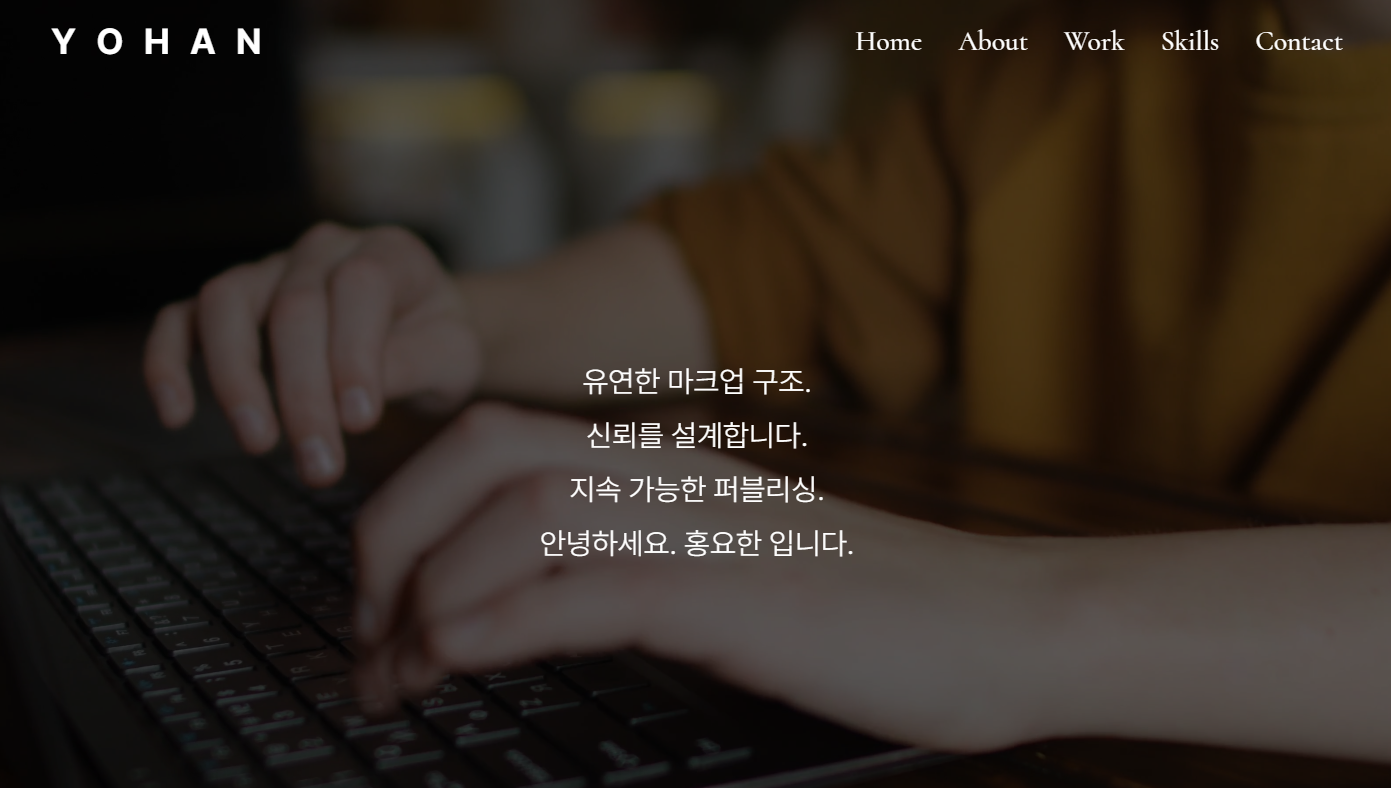 YOHAN
Home About Work Skills Contact
유연한 마크업 구조.
신뢰를 설계합니다.
지속 가능한 퍼블리싱.
안녕하세요. 홍요한 입니다.